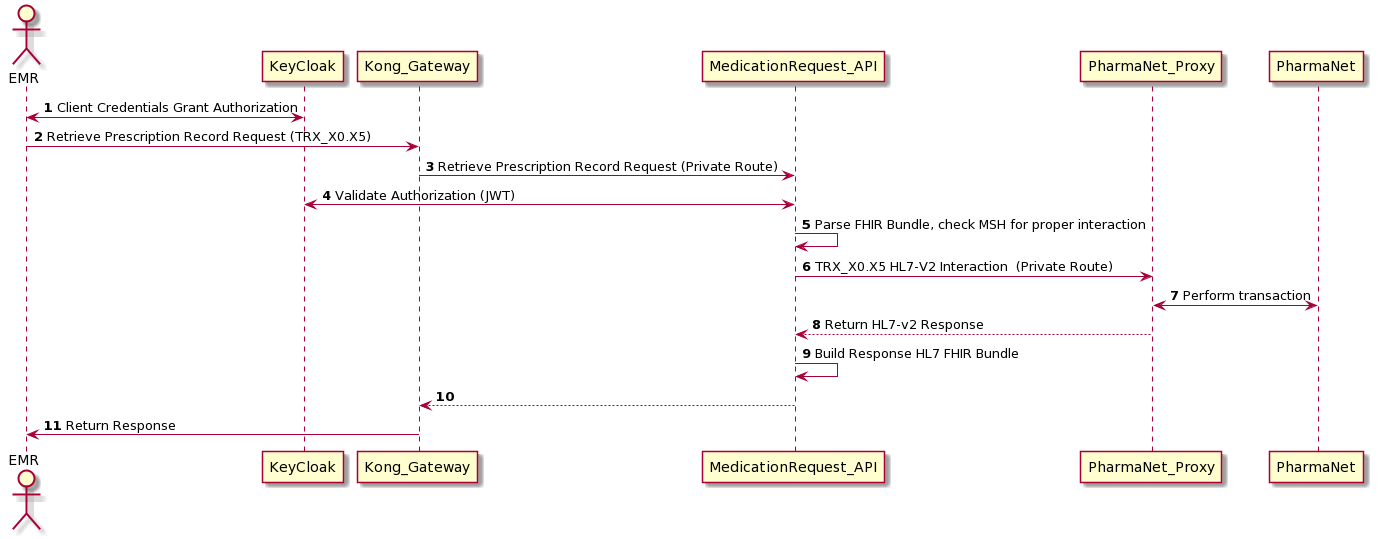 EMR
KeyCloak
Kong_Gateway
MedicationRequest_API
PharmaNet_Proxy
PharmaNet
1 Client Credentials Grant Authorization
2 Retrieve Prescription Record Request (TRX_X0.X5)
3 Retrieve Prescription Record Request (Private Route)
4 Validate Authorization (JWT)
5 Parse FHIR Bundle, check MSH for proper interaction
6 TRX_X0.X5 HL7-V2 Interaction  (Private Route)
7 Perform transaction
8 Return HL7-v2 Response
9 Build Response HL7 FHIR Bundle
10
11 Return Response
EMR
KeyCloak
Kong_Gateway
MedicationRequest_API
PharmaNet_Proxy
PharmaNet